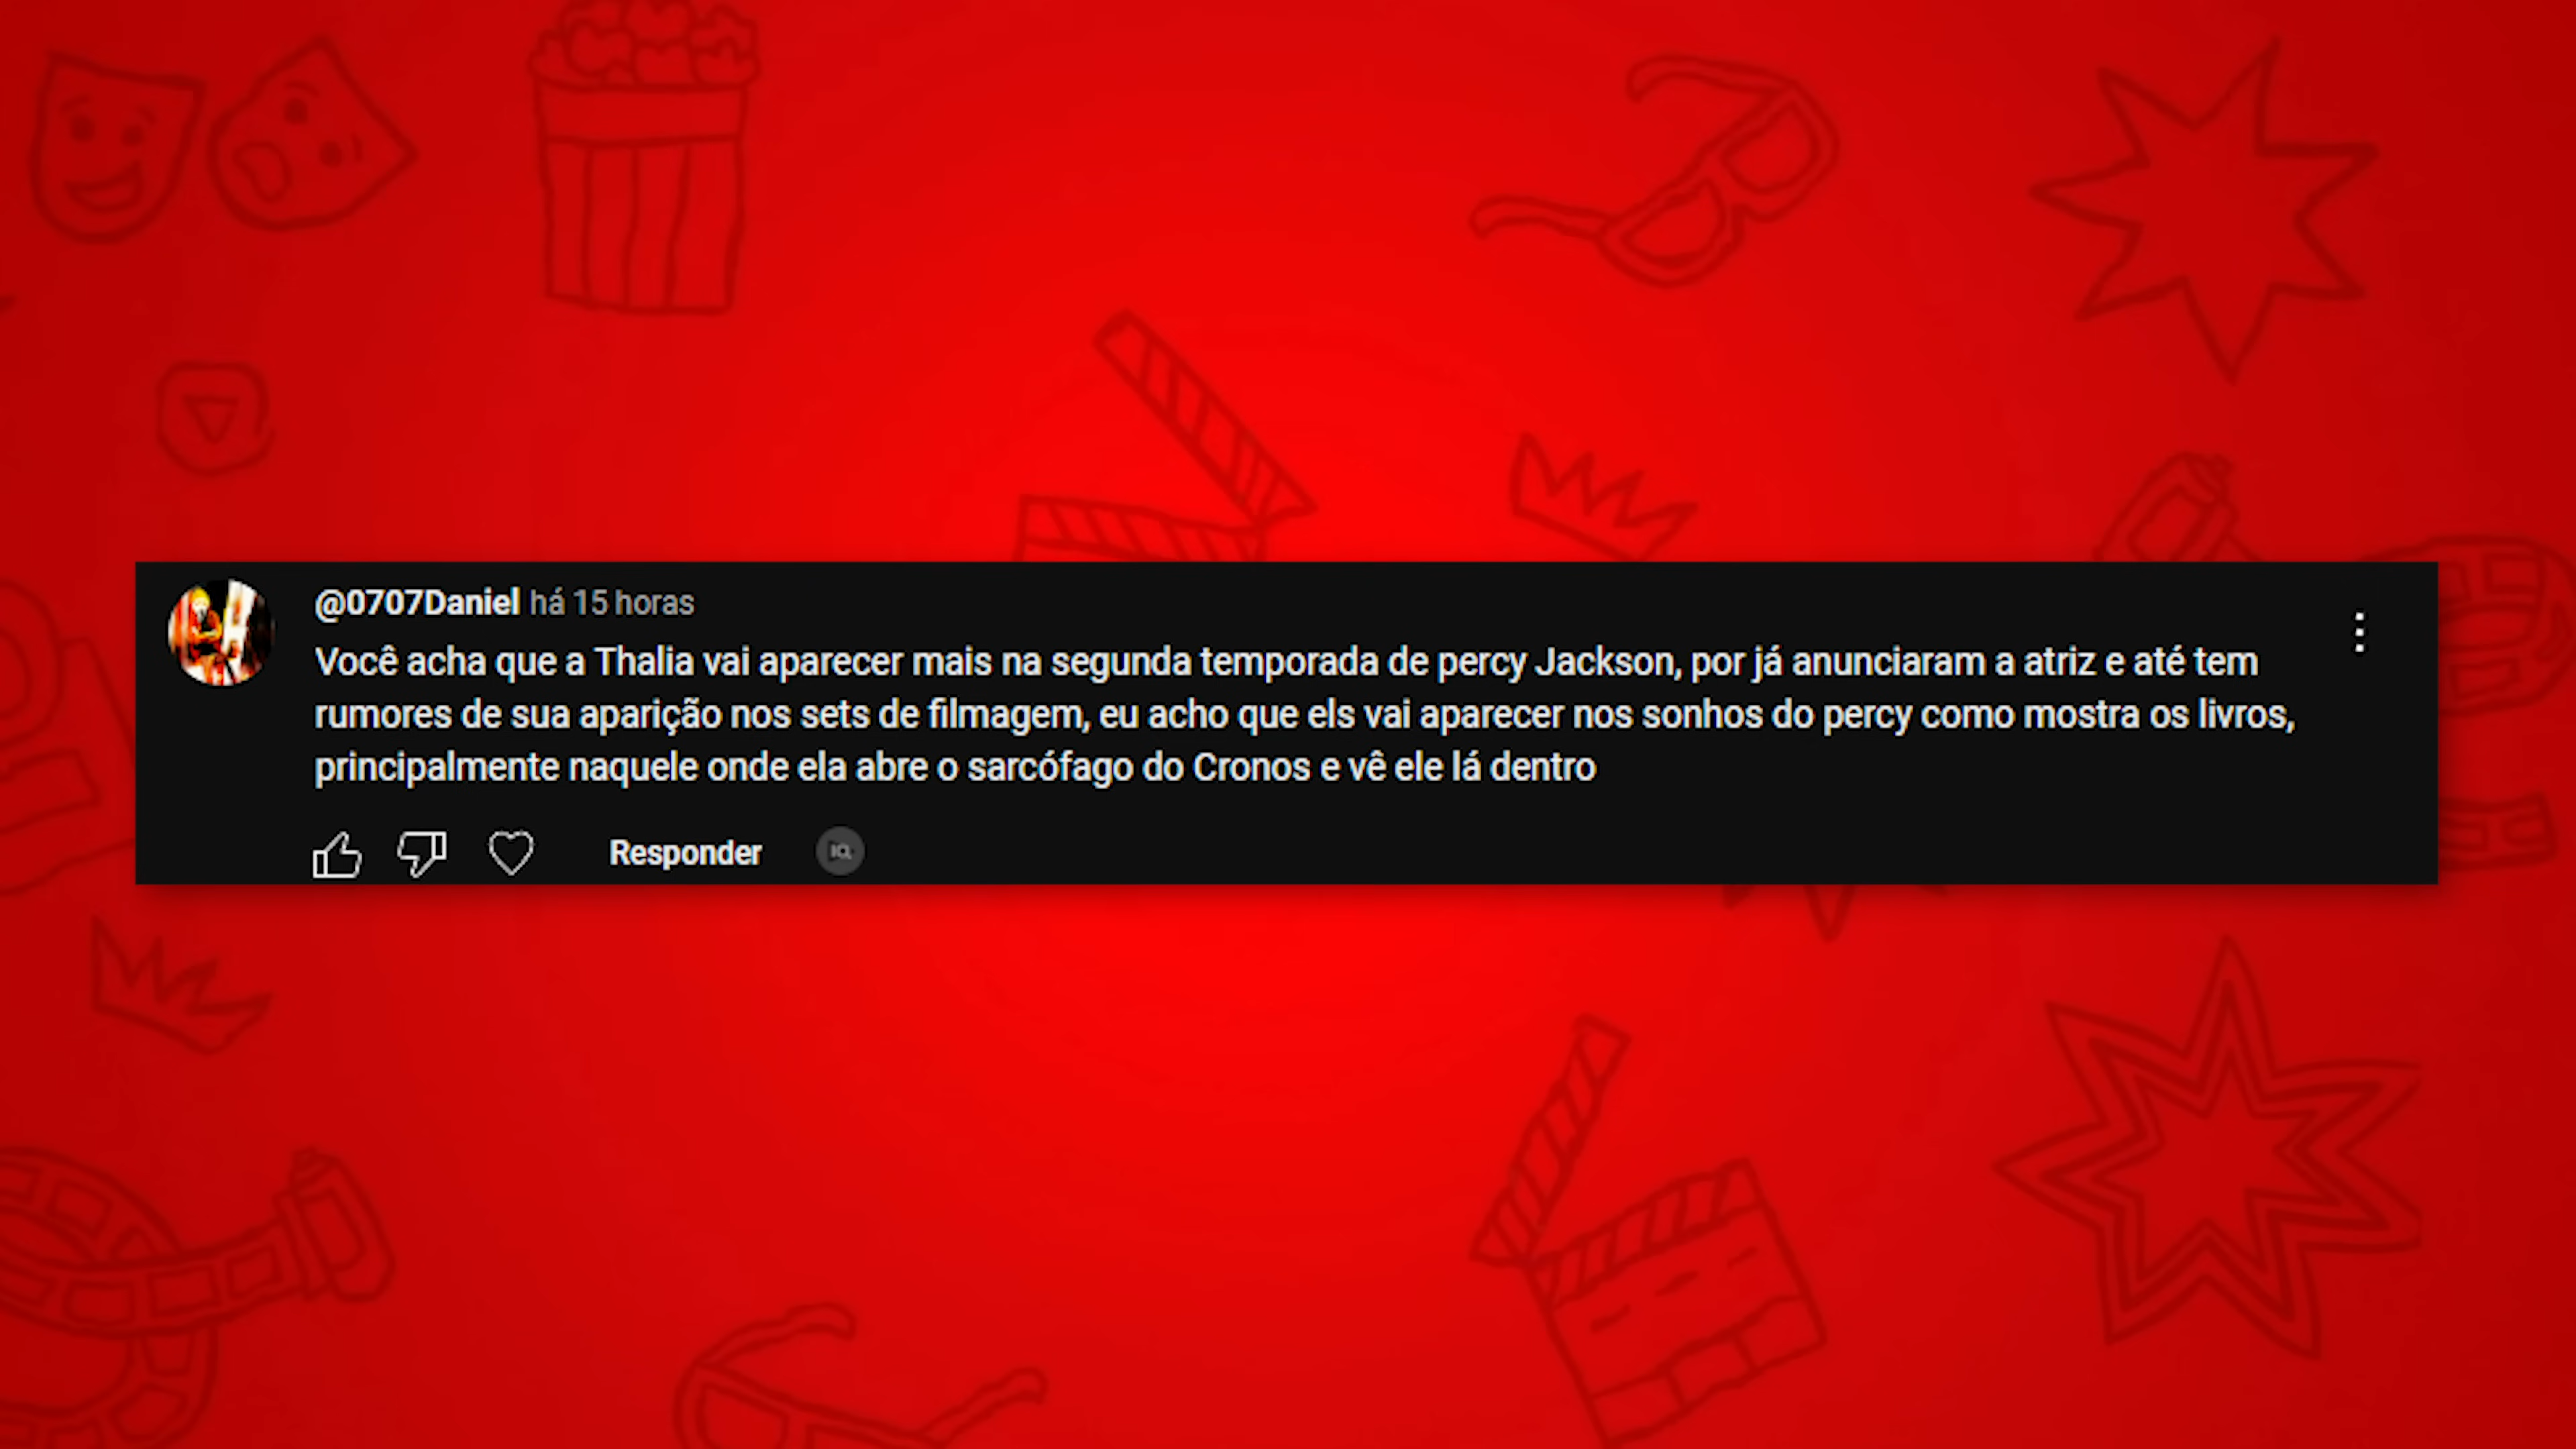 @0707Daniel há 15 horas
Você acha que a Thalia vai aparecer mais na segunda temporada de percy Jackson, por já anunciaram a atriz e até tem
rumores de sua aparição nos sets de filmagem, eu acho que els vai aparecer nos sonhos do percy como mostra os livros,
principalmente naquele onde ela abre o sarcófago do Cronos e vê ele lá dentro
Responder